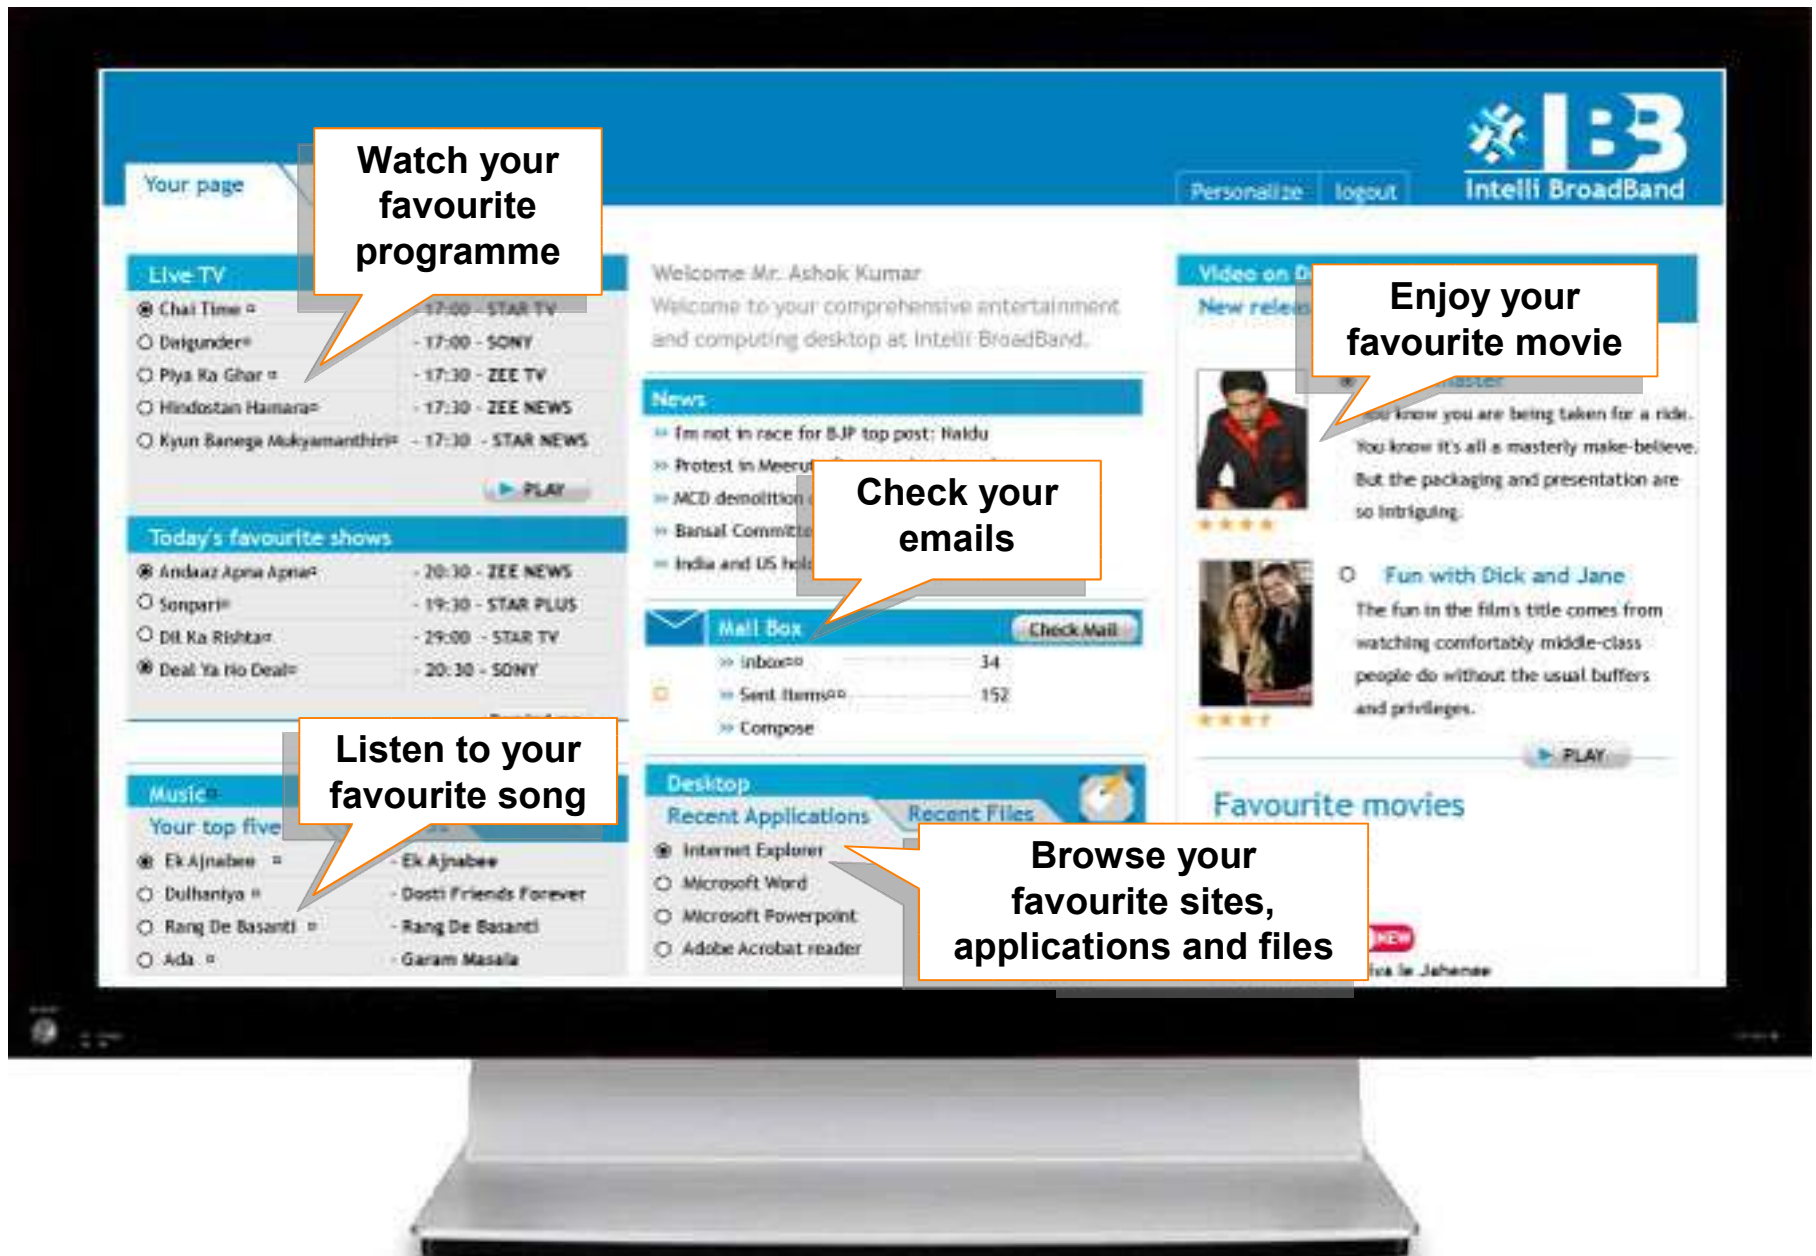 IBB
Intelli BroadBand
Your page
Personalize
logout
Watch your
favourite
programme
Live TV
Chai Time - 17:00 - STAR TV
Daigunder - 17:00 - SONY
Piya Ka Ghar - 17:30 - ZEE TV
Hindostan Hamara - 17:30 - ZEE NEWS
Kyun Banega Mukyamanthiri - 17:30 - STAR NEWS
PLAY
Today's favourite shows
Andaaz Apna Apna - 20:30 - ZEE NEWS
Sonpari - 19:30 - STAR PLUS
Dil Ka Rishta - 29:00 - STAR TV
Deal Ya No Deal - 20:30 - SONY
Listen to your
favourite song
Music
Your top five
Ek Ajnabee - Ek Ajnabee
Dulhaniya - Dosti Friends Forever
Rang De Basanti - Rang De Basanti
Ada - Garam Masala
Welcome Mr. Ashok Kumar
Welcome to your comprehensive entertainment
and computing desktop at Intelli BroadBand.
News
» I'm not in race for BJP top post: Naidu
» Protest in Meerut
» MCD demolition
» Bansal Committee
» India and US hold
Check your
emails
Mail Box
Check Mail
» Inbox 34
» Sent Items 152
» Compose
Desktop
Recent Applications
Recent Files
Internet Explorer
Microsoft Word
Microsoft Powerpoint
Adobe Acrobat reader
Browse your
favourite sites,
applications and files
Video on
New
Enjoy your
favourite movie
You know you are being taken for a ride.
You know it's all a masterly make-believe.
But the packaging and presentation are
so intriguing.
Fun with Dick and Jane
The fun in the film's title comes from
watching comfortably middle-class
people do without the usual buffers
and privileges.
PLAY
Favourite movies
NEW